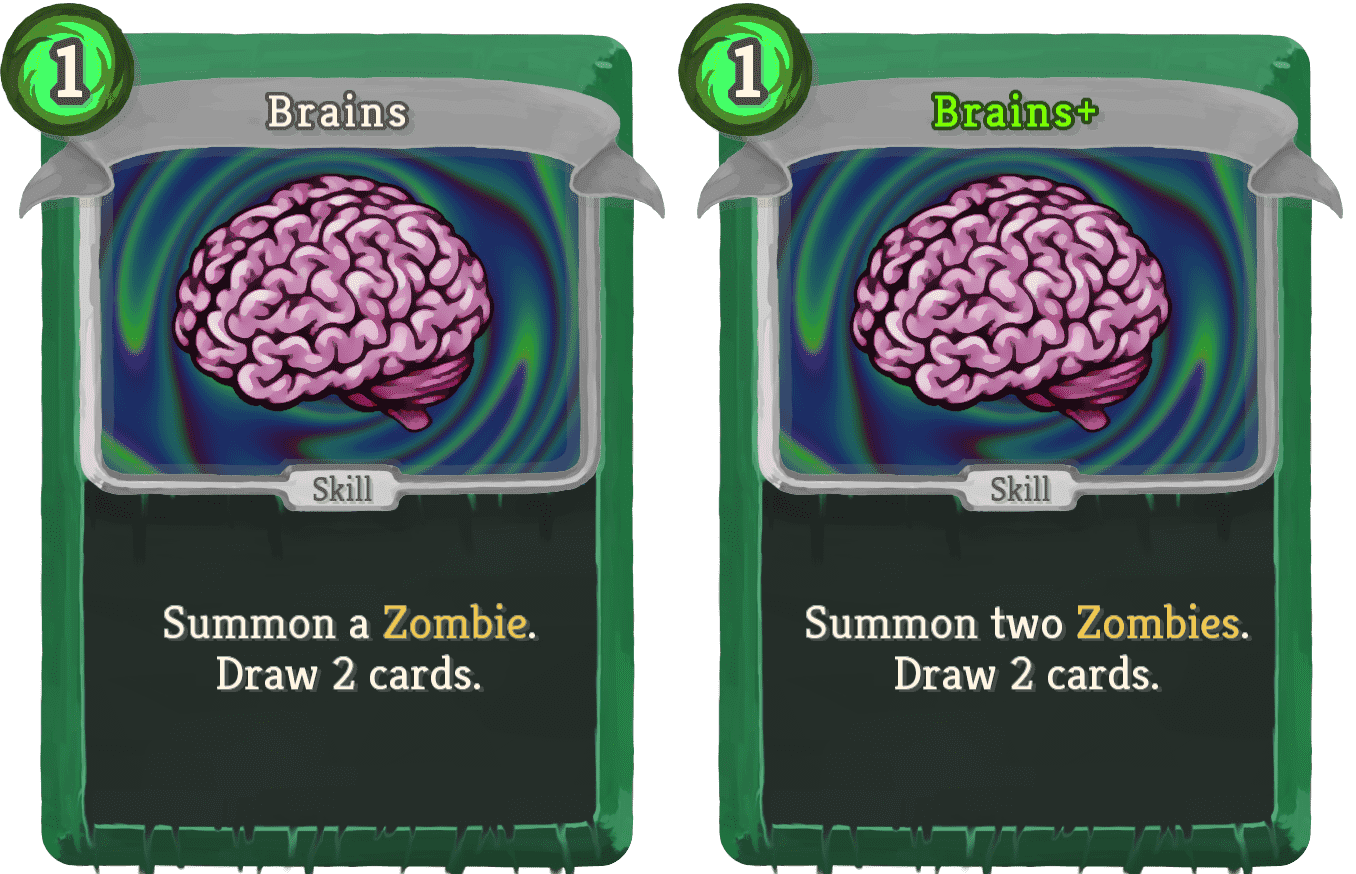 1
Brains
Skill
Summon a Zombie.
Draw 2 cards.
1
Brains+
Skill
Summon two Zombies.
Draw 2 cards.